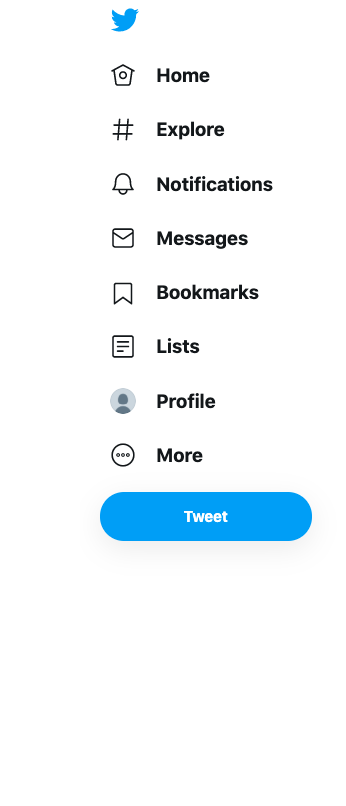 Home
Explore
Notifications
Messages
Bookmarks
Lists
Profile
More
Tweet